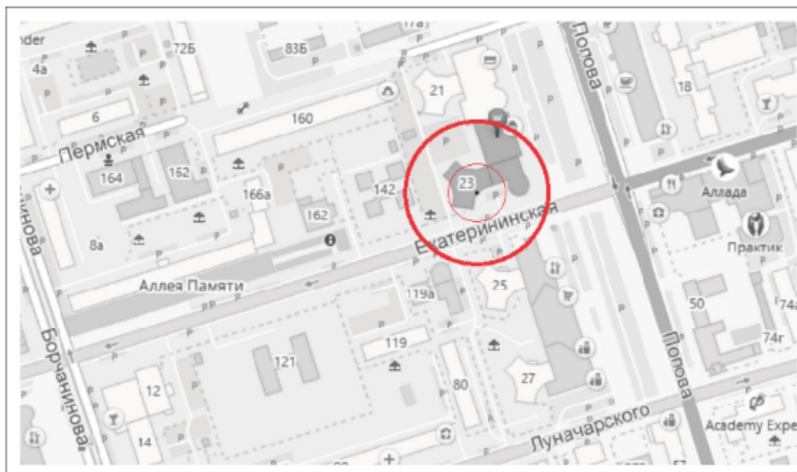 nder
4а
72Б
83Б
17а
Попова
21
18
6
160
Пермская
164
162
166а
162
142
23
Екатерининская
Аллада
Практик
8а
Аллея Памяти
119а
25
50
74а
74г
Борчанинова
121
119
12
14
80
27
Попова
Луначарского
Academy Expe
57